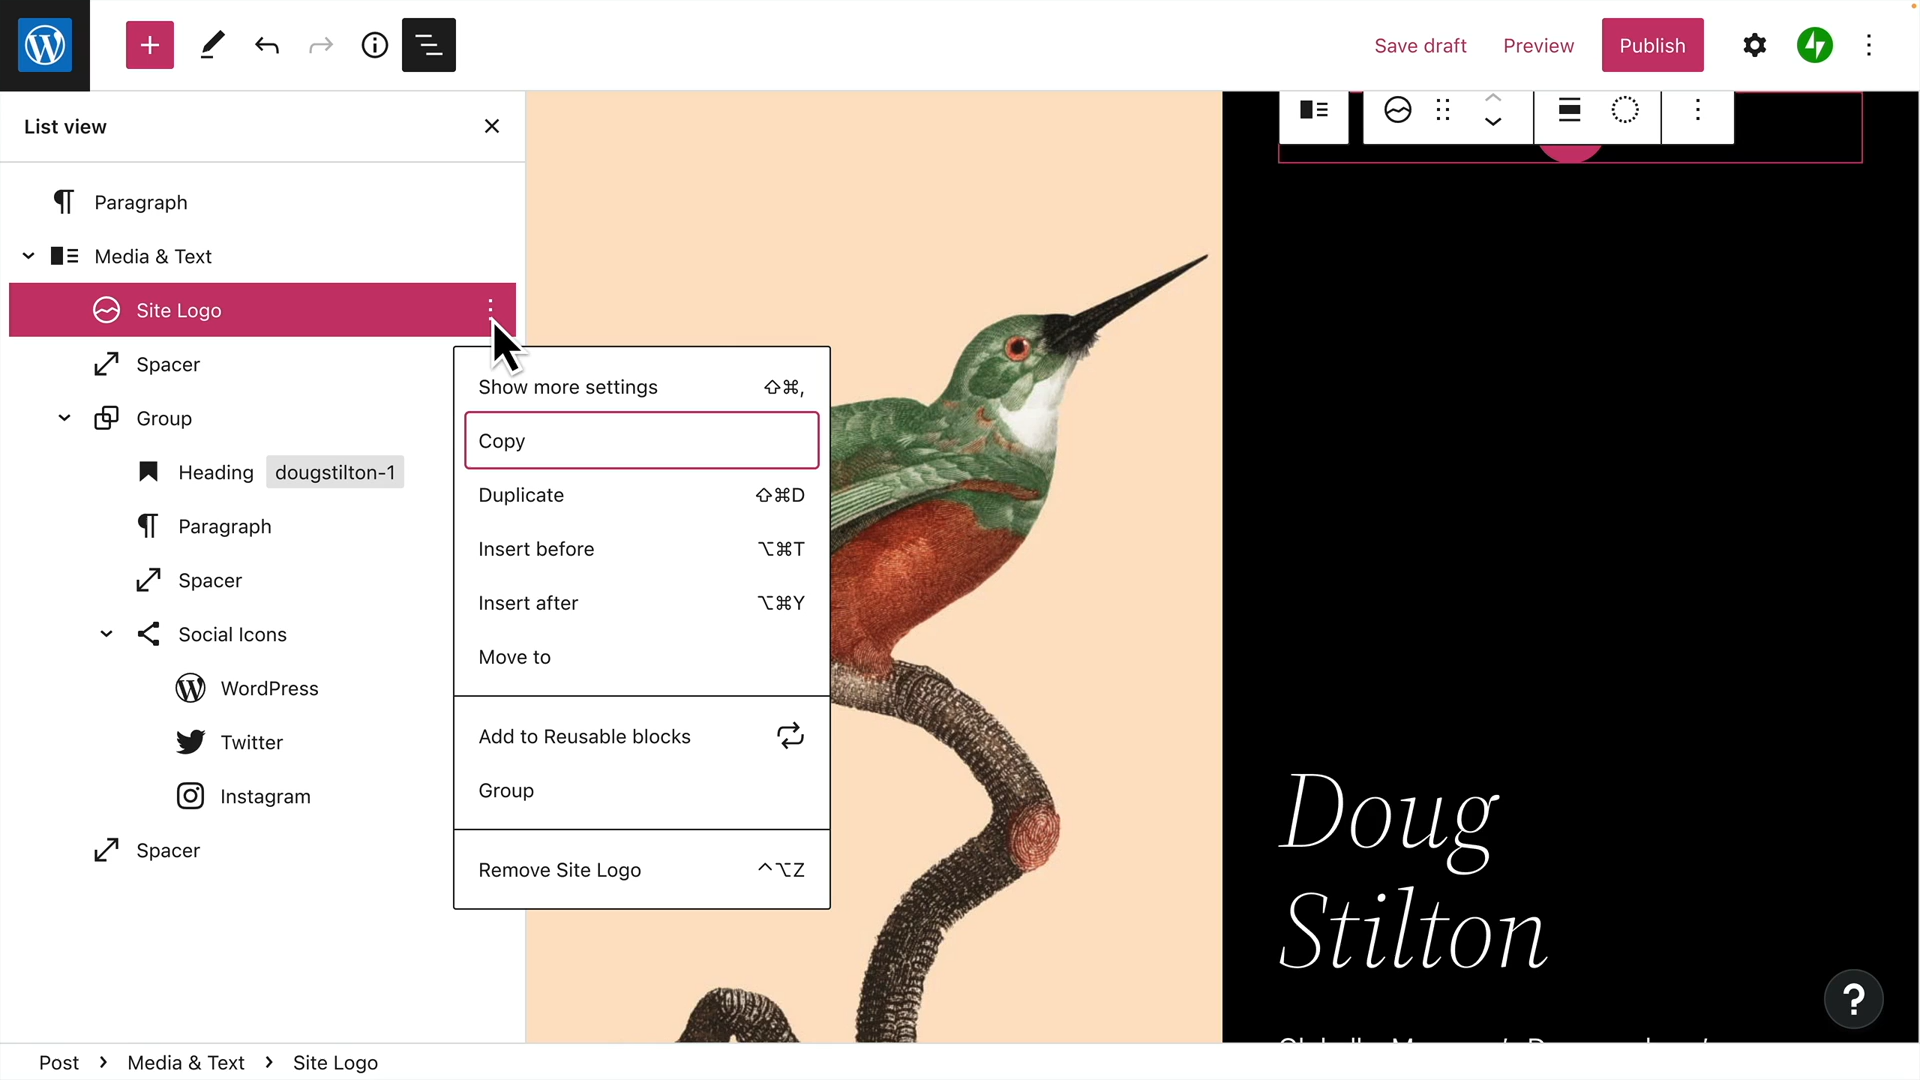 Save draft
Preview
Publish
List view
Paragraph
Media & Text
Site Logo
Spacer
Group
Heading dougstilton-1
Paragraph
Spacer
Social Icons
WordPress
Twitter
Instagram
Spacer
Show more settings ⇧⌘,
Copy
Duplicate ⇧⌘D
Insert before ⌥⌘T
Insert after ⌥⌘Y
Move to
Add to Reusable blocks
Group
Remove Site Logo ^⌥Z
Doug
Stilton
?
Post > Media & Text > Site Logo